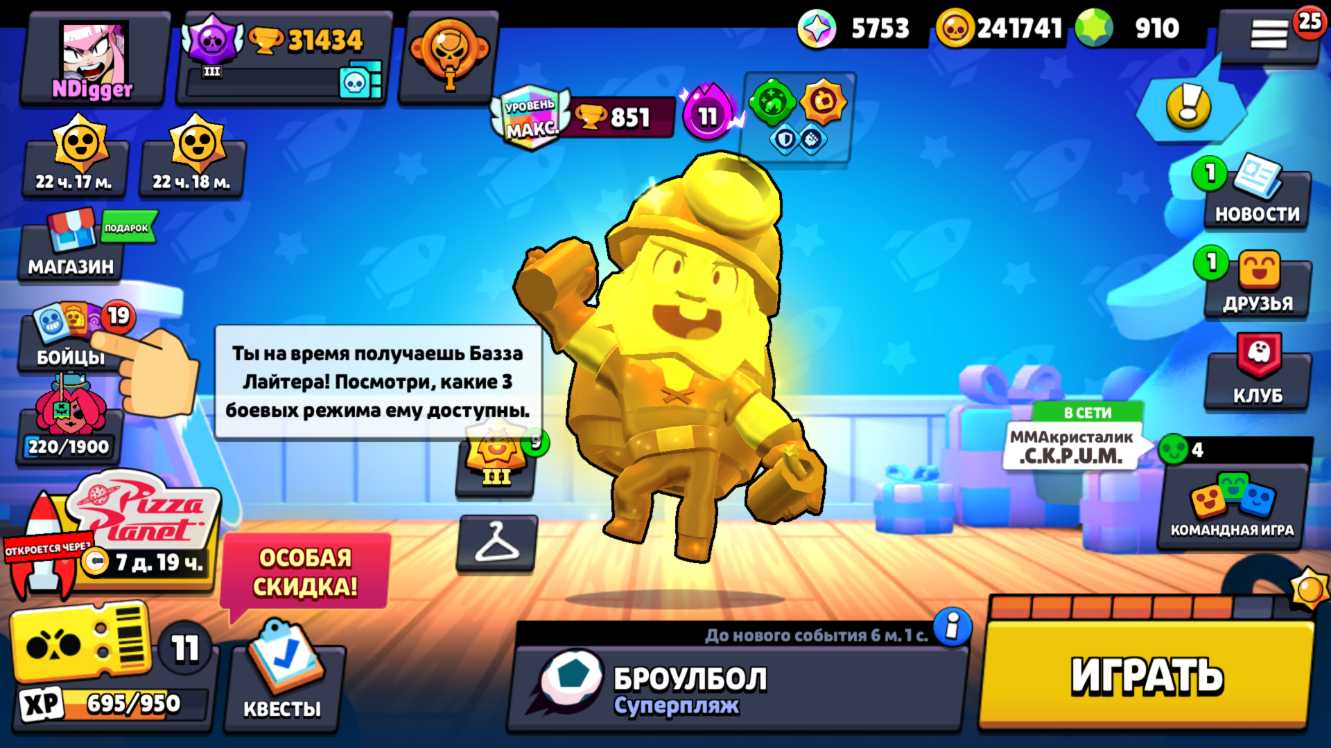 NDigger
31434
5753
241741
910
25
УРОВЕНЬ
МАКС.
851
11
22 ч. 17 м.
22 ч. 18 м.
ПОДАРОК
МАГАЗИН
19
БОЙЦЫ
Ты на время получаешь Базза
Лайтера! Посмотри, какие 3
боевых режима ему доступны.
220/1900
9
III
1
НОВОСТИ
1
ДРУЗЬЯ
КЛУБ
В СЕТИ
ММАкристалик
.C.K.P.U.M.
4
КОМАНДНАЯ ИГРА
Pizza
Planet
ОТКРОЕТСЯ ЧЕРЕЗ
7 д. 19 ч.
ОСОБАЯ
СКИДКА!
11
XP
695/950
КВЕСТЫ
До нового события 6 м. 1 с.
i
БРОУЛБОЛ
Суперпляж
ИГРАТЬ